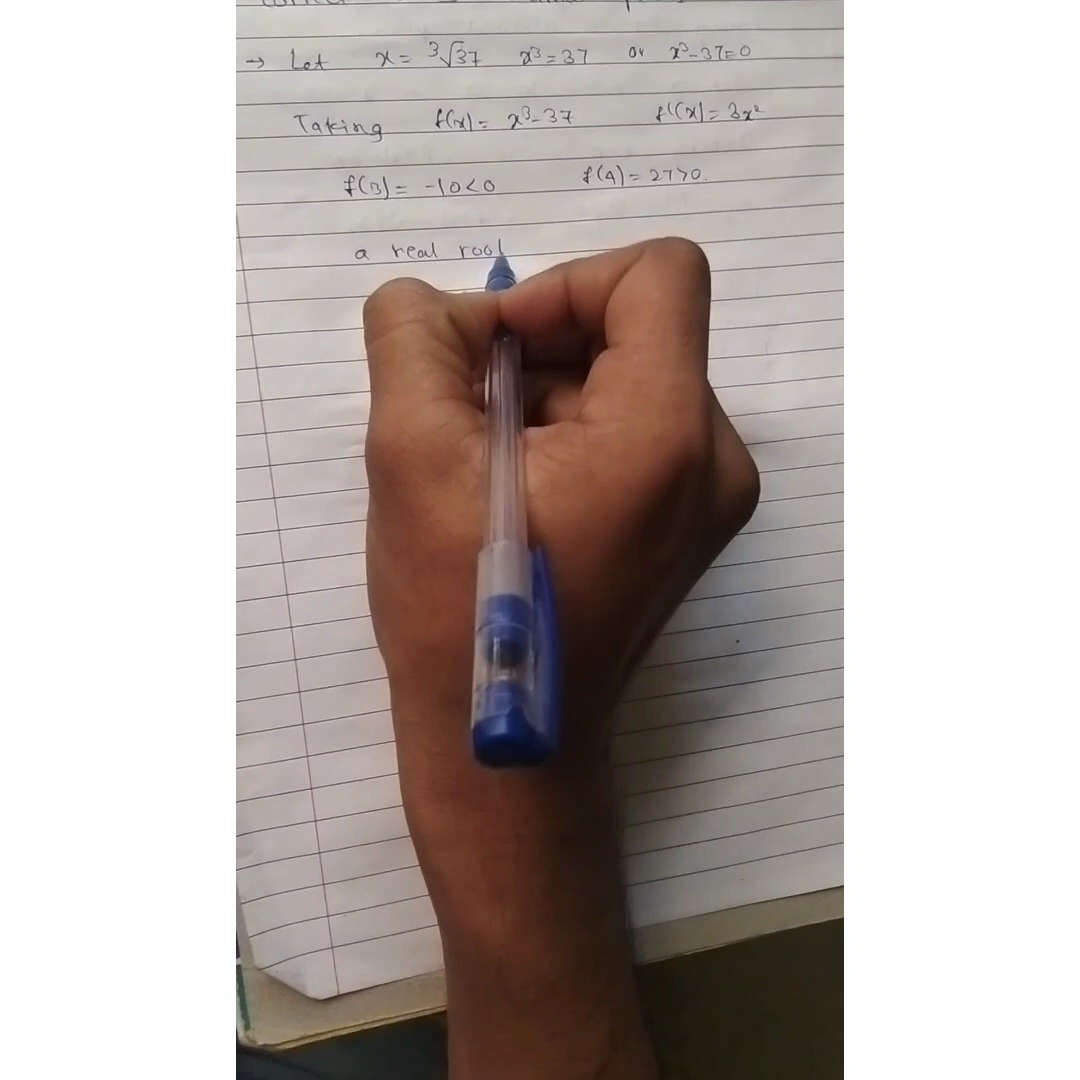 → Let x = ³√37 x³ = 37 or x³-37=0
Taking f(x) = x³-37 f'(x) = 3x²
f(3) = -10<0 f(4) = 27>0.
a real root